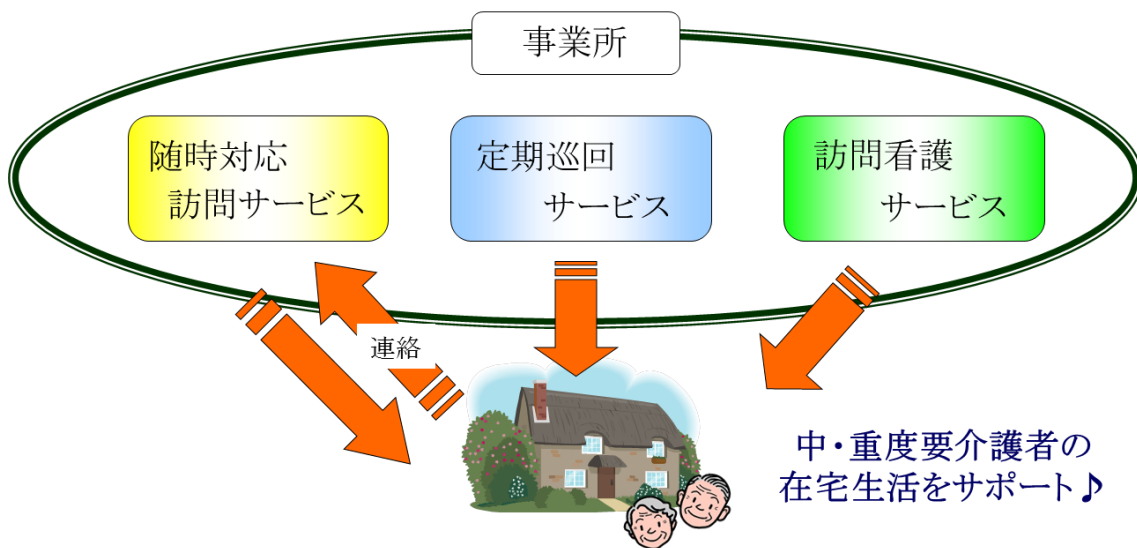 事業所
随時対応
訪問サービス
定期巡回
サービス
訪問看護
サービス
連絡
中・重度要介護者の
在宅生活をサポート♪